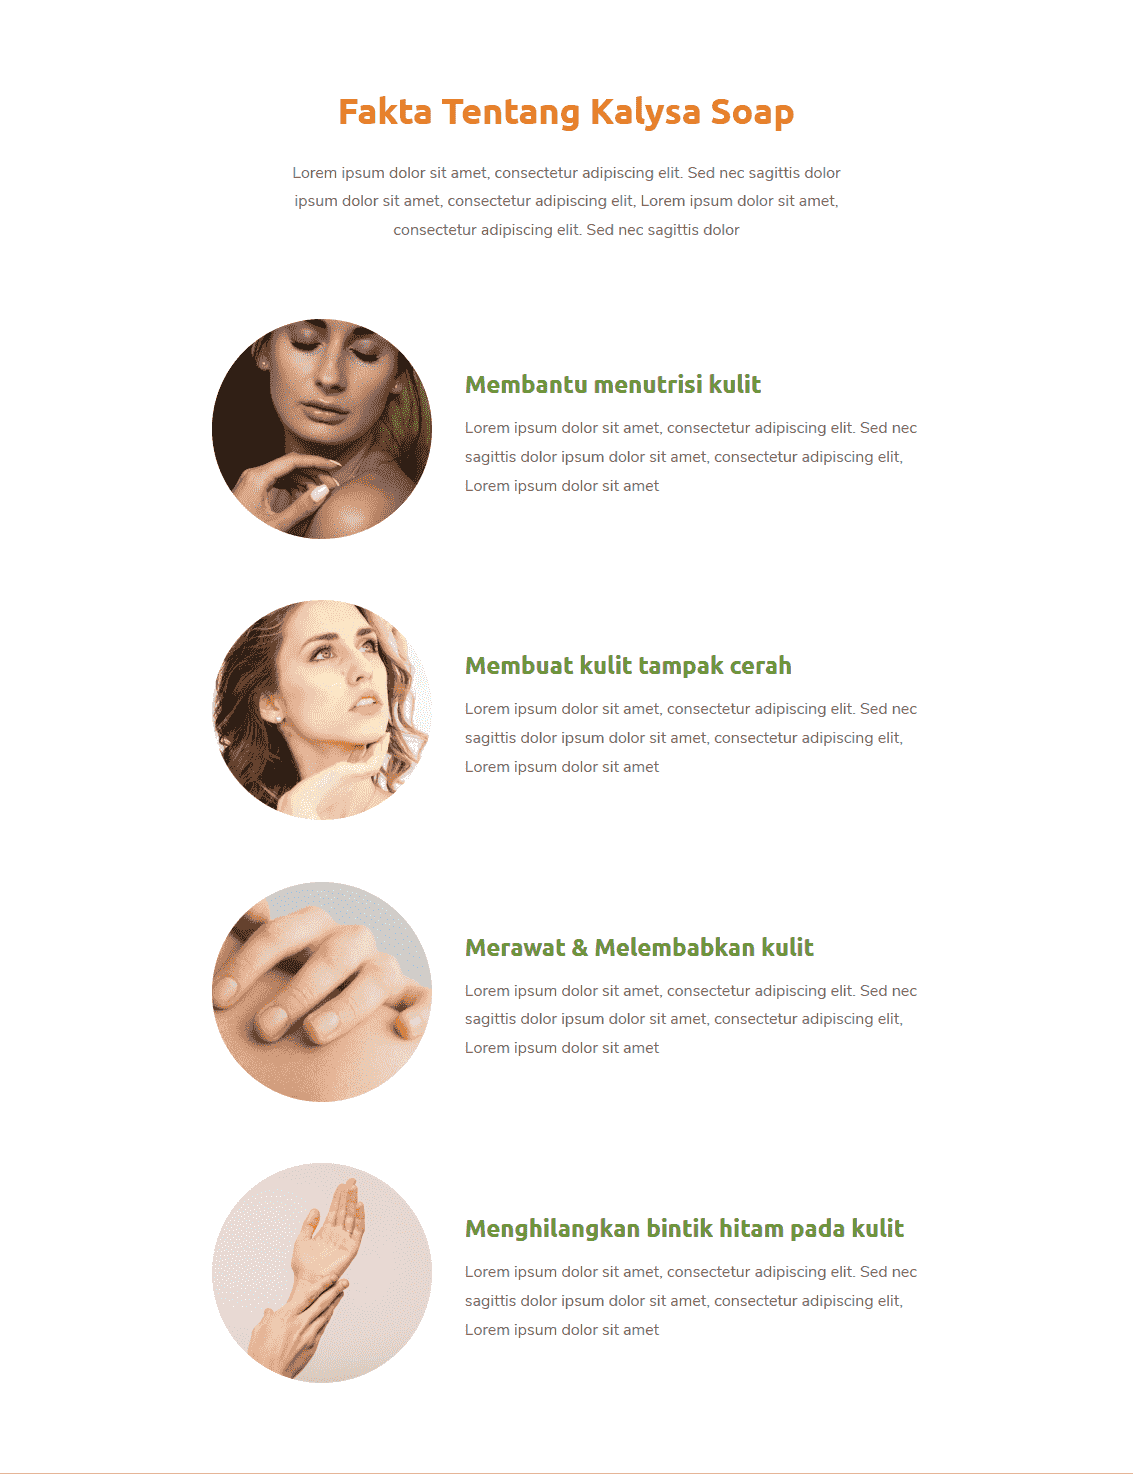 Fakta Tentang Kalysa Soap
Lorem ipsum dolor sit amet, consectetur adipiscing elit. Sed nec sagittis dolor
ipsum dolor sit amet, consectetur adipiscing elit, Lorem ipsum dolor sit amet,
consectetur adipiscing elit. Sed nec sagittis dolor
Membantu menutrisi kulit
Lorem ipsum dolor sit amet, consectetur adipiscing elit. Sed nec
sagittis dolor ipsum dolor sit amet, consectetur adipiscing elit,
Lorem ipsum dolor sit amet
Membuat kulit tampak cerah
Lorem ipsum dolor sit amet, consectetur adipiscing elit. Sed nec
sagittis dolor ipsum dolor sit amet, consectetur adipiscing elit,
Lorem ipsum dolor sit amet
Merawat & Melembabkan kulit
Lorem ipsum dolor sit amet, consectetur adipiscing elit. Sed nec
sagittis dolor ipsum dolor sit amet, consectetur adipiscing elit,
Lorem ipsum dolor sit amet
Menghilangkan bintik hitam pada kulit
Lorem ipsum dolor sit amet, consectetur adipiscing elit. Sed nec
sagittis dolor ipsum dolor sit amet, consectetur adipiscing elit,
Lorem ipsum dolor sit amet